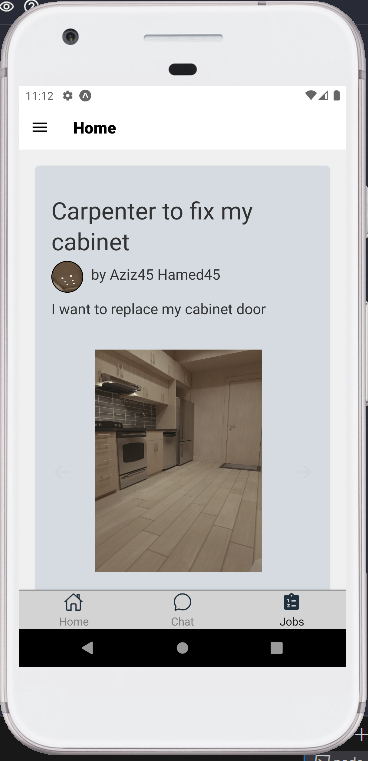 11:12
Home
Carpenter to fix my
cabinet
by Aziz45 Hamed45
I want to replace my cabinet door
Home
Chat
Jobs